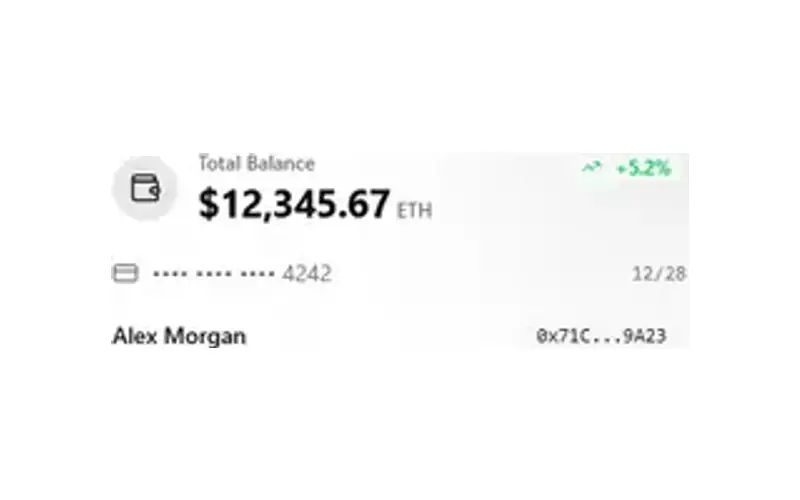 Total Balance
+5.2%
$12,345.67 ETH
•••• •••• •••• 4242
12/28
Alex Morgan
0x71C...9A23